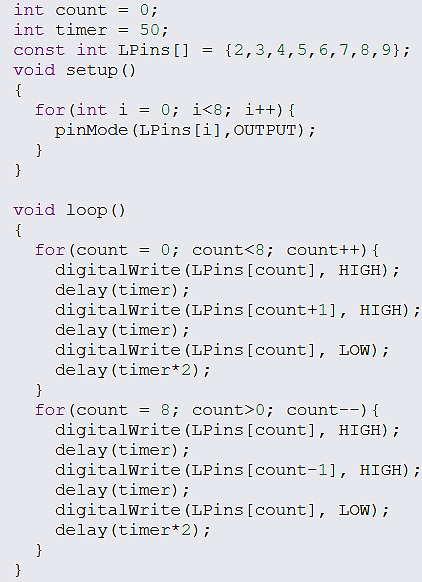 int count = 0;
int timer = 50;
const int LPins[] = {2,3,4,5,6,7,8,9};
void setup()
{
  for(int i = 0; i<8; i++){
    pinMode(LPins[i],OUTPUT);
  }
}

void loop()
{
  for(count = 0; count<8; count++){
    digitalWrite(LPins[count], HIGH);
    delay(timer);
    digitalWrite(LPins[count+1], HIGH);
    delay(timer);
    digitalWrite(LPins[count], LOW);
    delay(timer*2);
  }
  for(count = 8; count>0; count--){
    digitalWrite(LPins[count], HIGH);
    delay(timer);
    digitalWrite(LPins[count-1], HIGH);
    delay(timer);
    digitalWrite(LPins[count], LOW);
    delay(timer*2);
  }
}